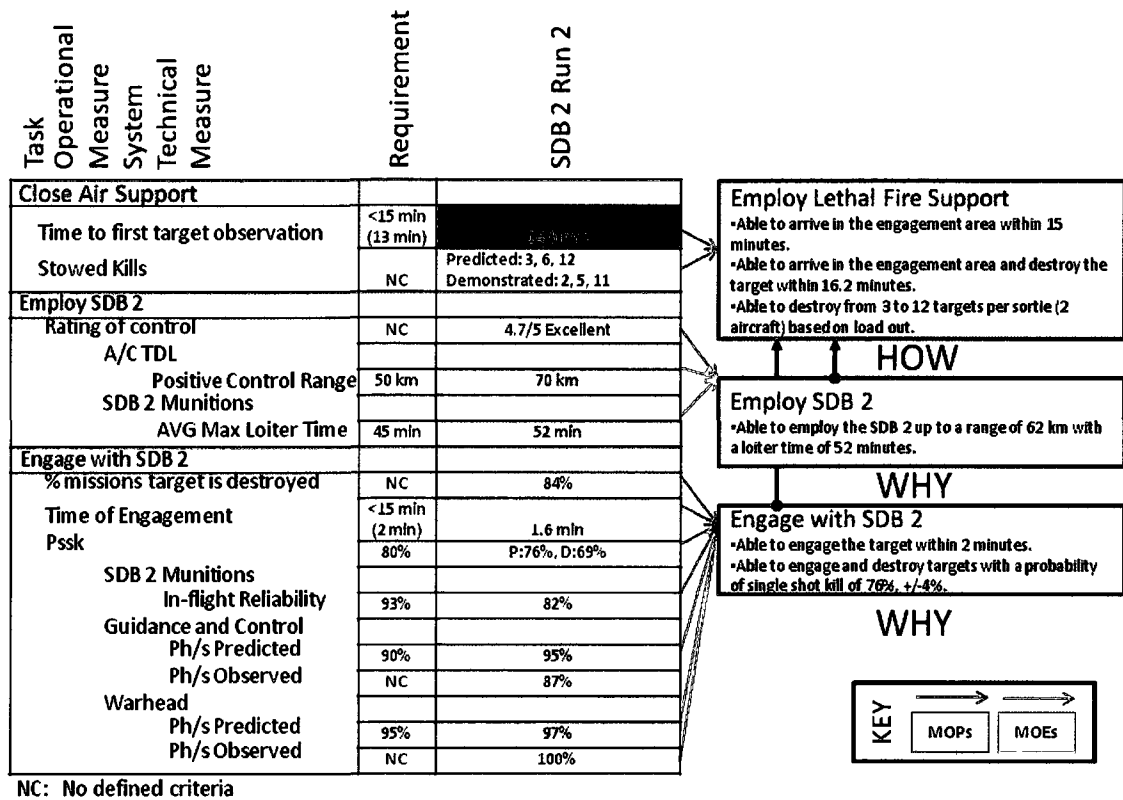 Task
Operational
Measure
System
Technical
Measure
Requirement
SDB 2 Run 2
Close Air Support
Time to first target observation
<15 min
(13 min)
Stowed Kills
NC
Predicted: 3, 6, 12
Demonstrated: 2, 5, 11
Employ SDB 2
Rating of control
NC
4.7/5 Excellent
A/C TDL
Positive Control Range
50 km
70 km
SDB 2 Munitions
AVG Max Loiter Time
45 min
52 min
Engage with SDB 2
% missions target is destroyed
NC
84%
Time of Engagement
<15 min
(2 min)
1.6 min
Pssk
80%
P:76%, D:69%
SDB 2 Munitions
In-flight Reliability
93%
82%
Guidance and Control
Ph/s Predicted
90%
95%
Ph/s Observed
NC
87%
Warhead
Ph/s Predicted
95%
97%
Ph/s Observed
NC
100%
NC: No defined criteria
Employ Lethal Fire Support
▪Able to arrive in the engagement area within 15
minutes.
▪Able to arrive in the engagement area and destroy the
target within 16.2 minutes.
▪Able to destroy from 3 to 12 targets per sortie (2
aircraft) based on load out.
HOW
Employ SDB 2
▪Able to employ the SDB 2 up to a range of 62 km with
a loiter time of 52 minutes.
WHY
Engage with SDB 2
▪Able to engage the target within 2 minutes.
▪Able to engage and destroy targets with a probability
of single shot kill of 76%, +/-4%.
WHY
KEY
MOPs
MOEs